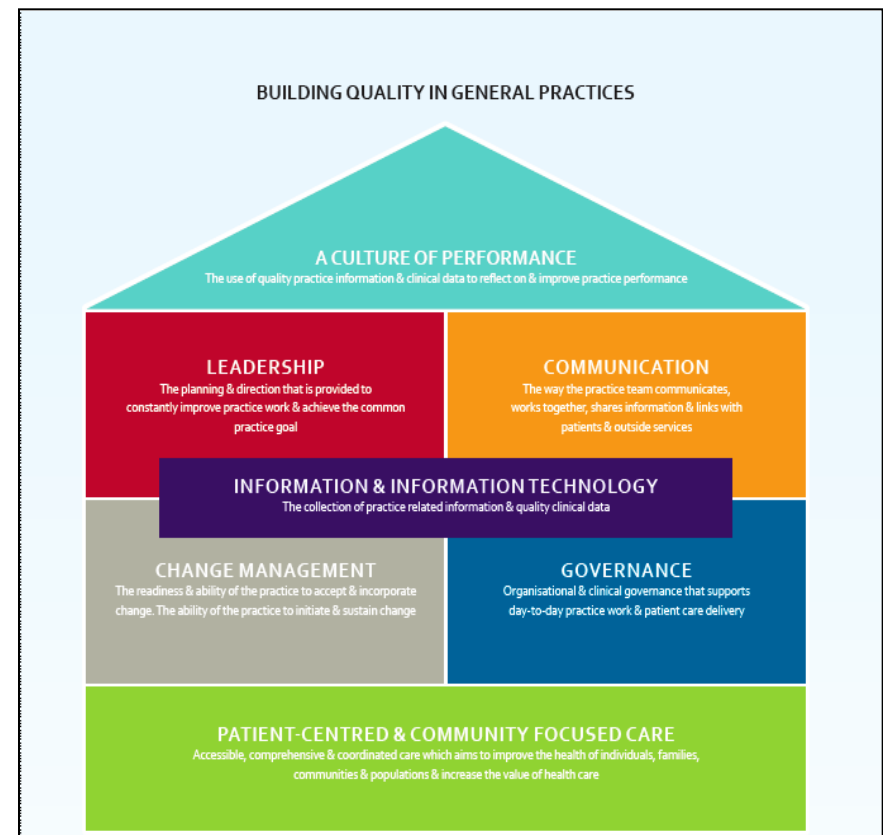 BUILDING QUALITY IN GENERAL PRACTICES
A CULTURE OF PERFORMANCE
The use of quality practice information & clinical data to reflect on & improve practice performance
LEADERSHIP
The planning & direction that is provided to
constantly improve practice work & achieve the common
practice goal
COMMUNICATION
The way the practice team communicates,
works together, shares information & links with
patients & outside services
INFORMATION & INFORMATION TECHNOLOGY
The collection of practice related information & quality clinical data
CHANGE MANAGEMENT
The readiness & ability of the practice to accept & incorporate
change. The ability of the practice to initiate & sustain change
GOVERNANCE
Organisational & clinical governance that supports
day-to-day practice work & patient care delivery
PATIENT-CENTRED & COMMUNITY FOCUSED CARE
Accessible, comprehensive & coordinated care which aims to improve the health of individuals, families,
communities & populations & increase the value of health care